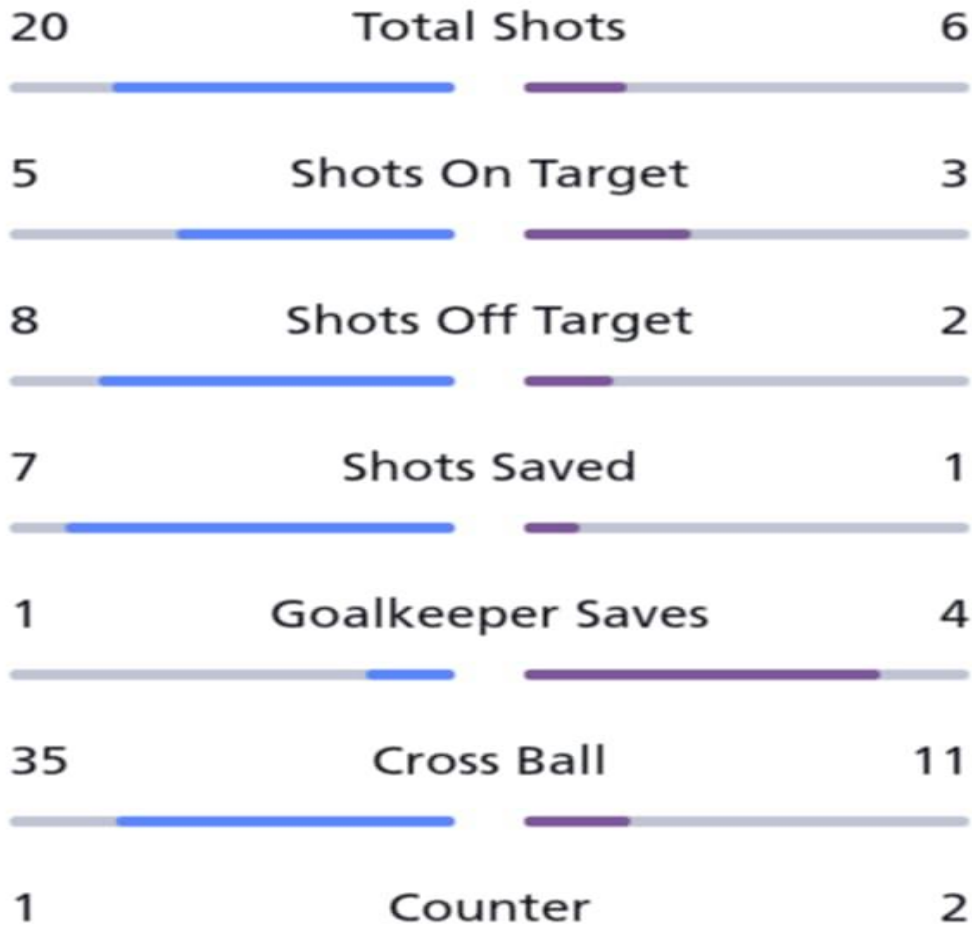 20 Total Shots 6
5 Shots On Target 3
8 Shots Off Target 2
7 Shots Saved 1
1 Goalkeeper Saves 4
35 Cross Ball 11
1 Counter 2